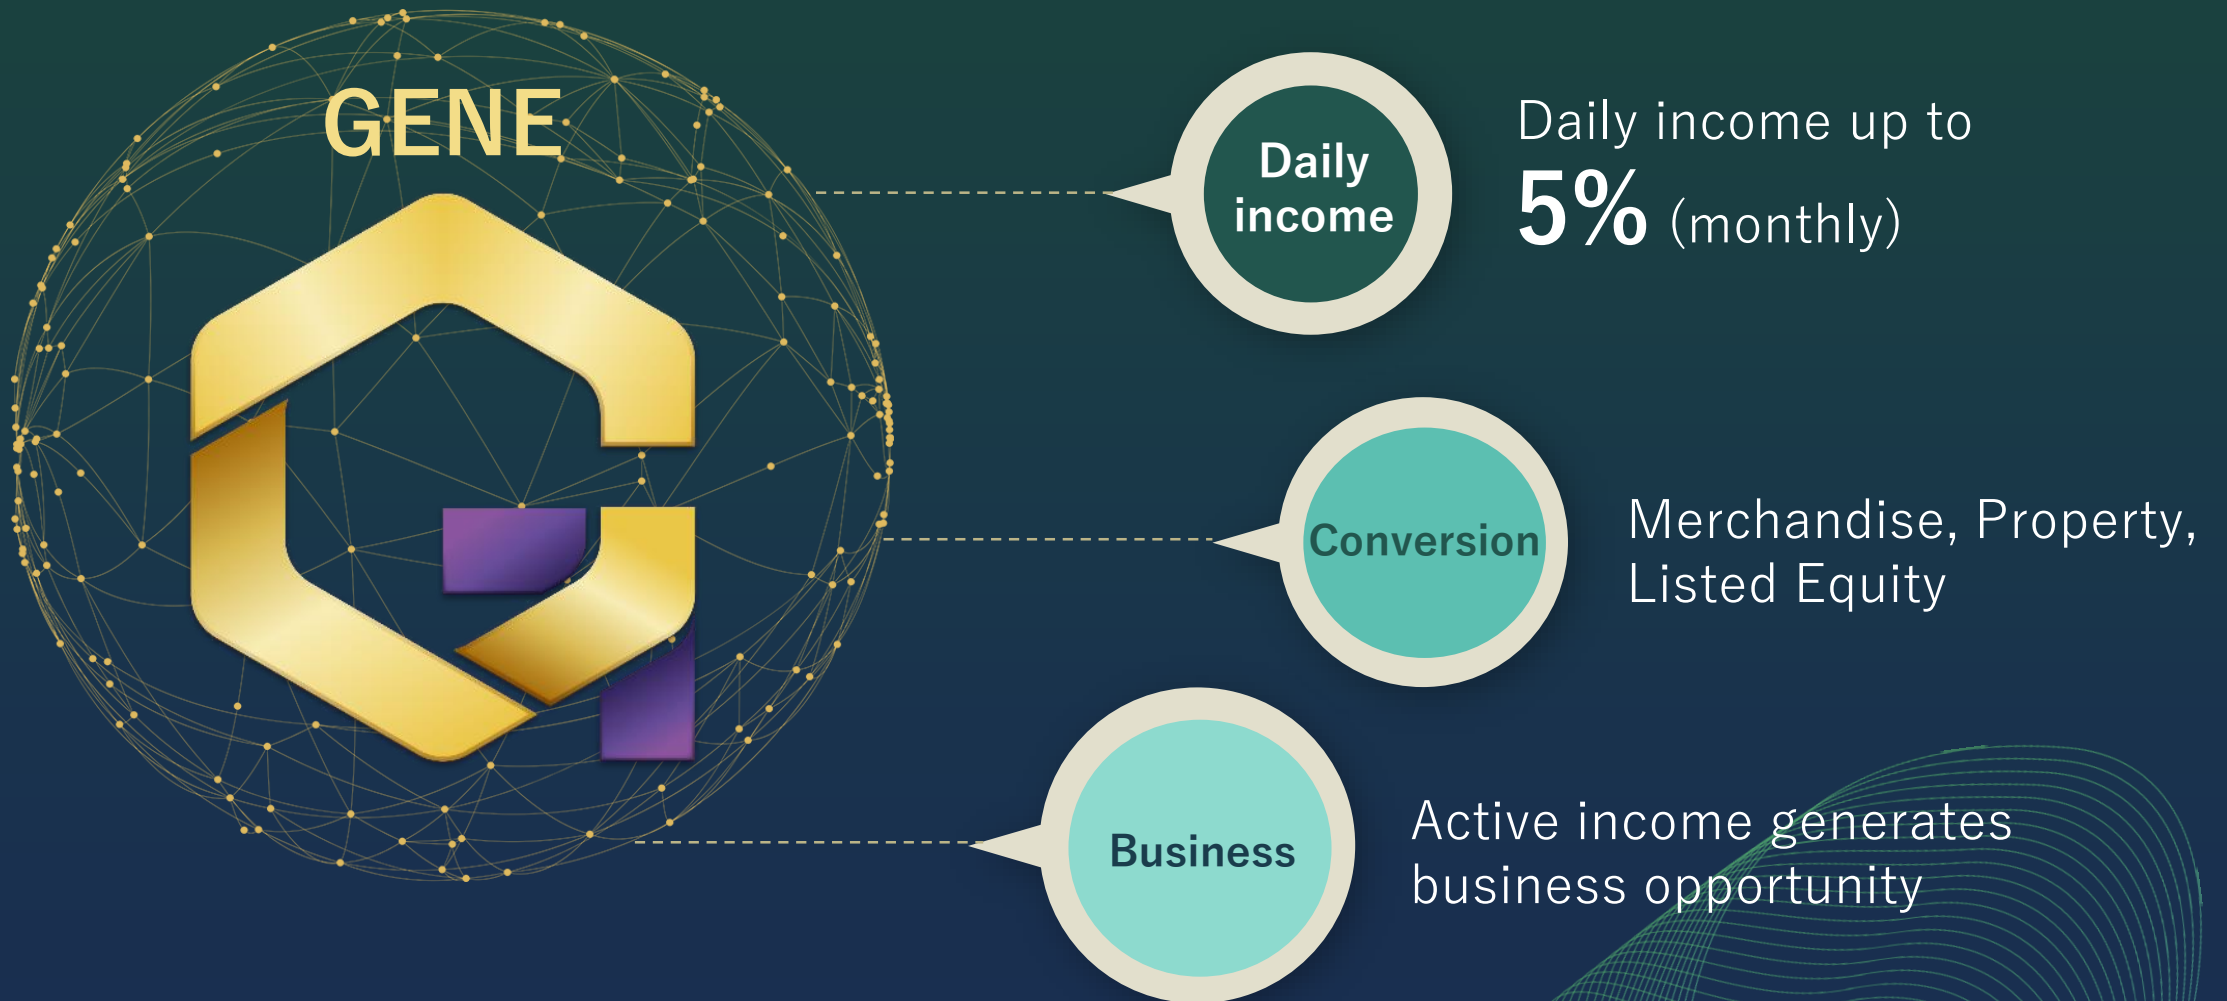 GENE
Daily
income
Daily income up to
5% (monthly)
Conversion
Merchandise, Property,
Listed Equity
Business
Active income generates
business opportunity